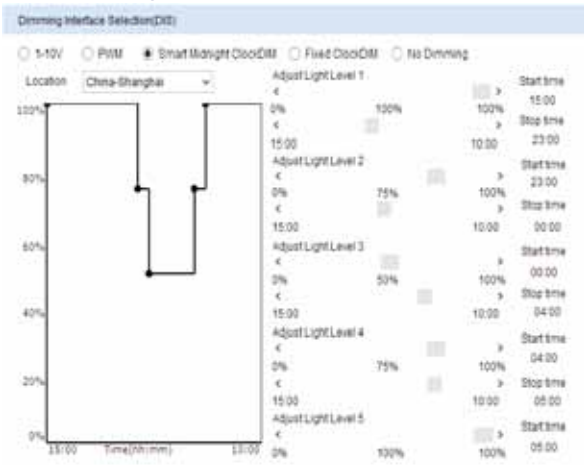 Dimming Interface Selection(DIS)
1-10V PWM Smart Midnight ClockDIM Fixed ClockDIM No Dimming
Location China-Shanghai
100%
80%
60%
40%
20%
0%
15:00 Time(hh:mm) 10:00
Adjust Light Level 1
< >
0% 100% 100%
Start time
15:00
< >
15:00 10:00
Stop time
23:00
Adjust Light Level 2
< >
0% 75% 100%
Start time
23:00
< >
15:00 10:00
Stop time
00:00
Adjust Light Level 3
< >
0% 50% 100%
Start time
00:00
< >
15:00 10:00
Stop time
04:00
Adjust Light Level 4
< >
0% 75% 100%
Start time
04:00
< >
15:00 10:00
Stop time
05:00
Adjust Light Level 5
< >
0% 100% 100%
Start time
05:00